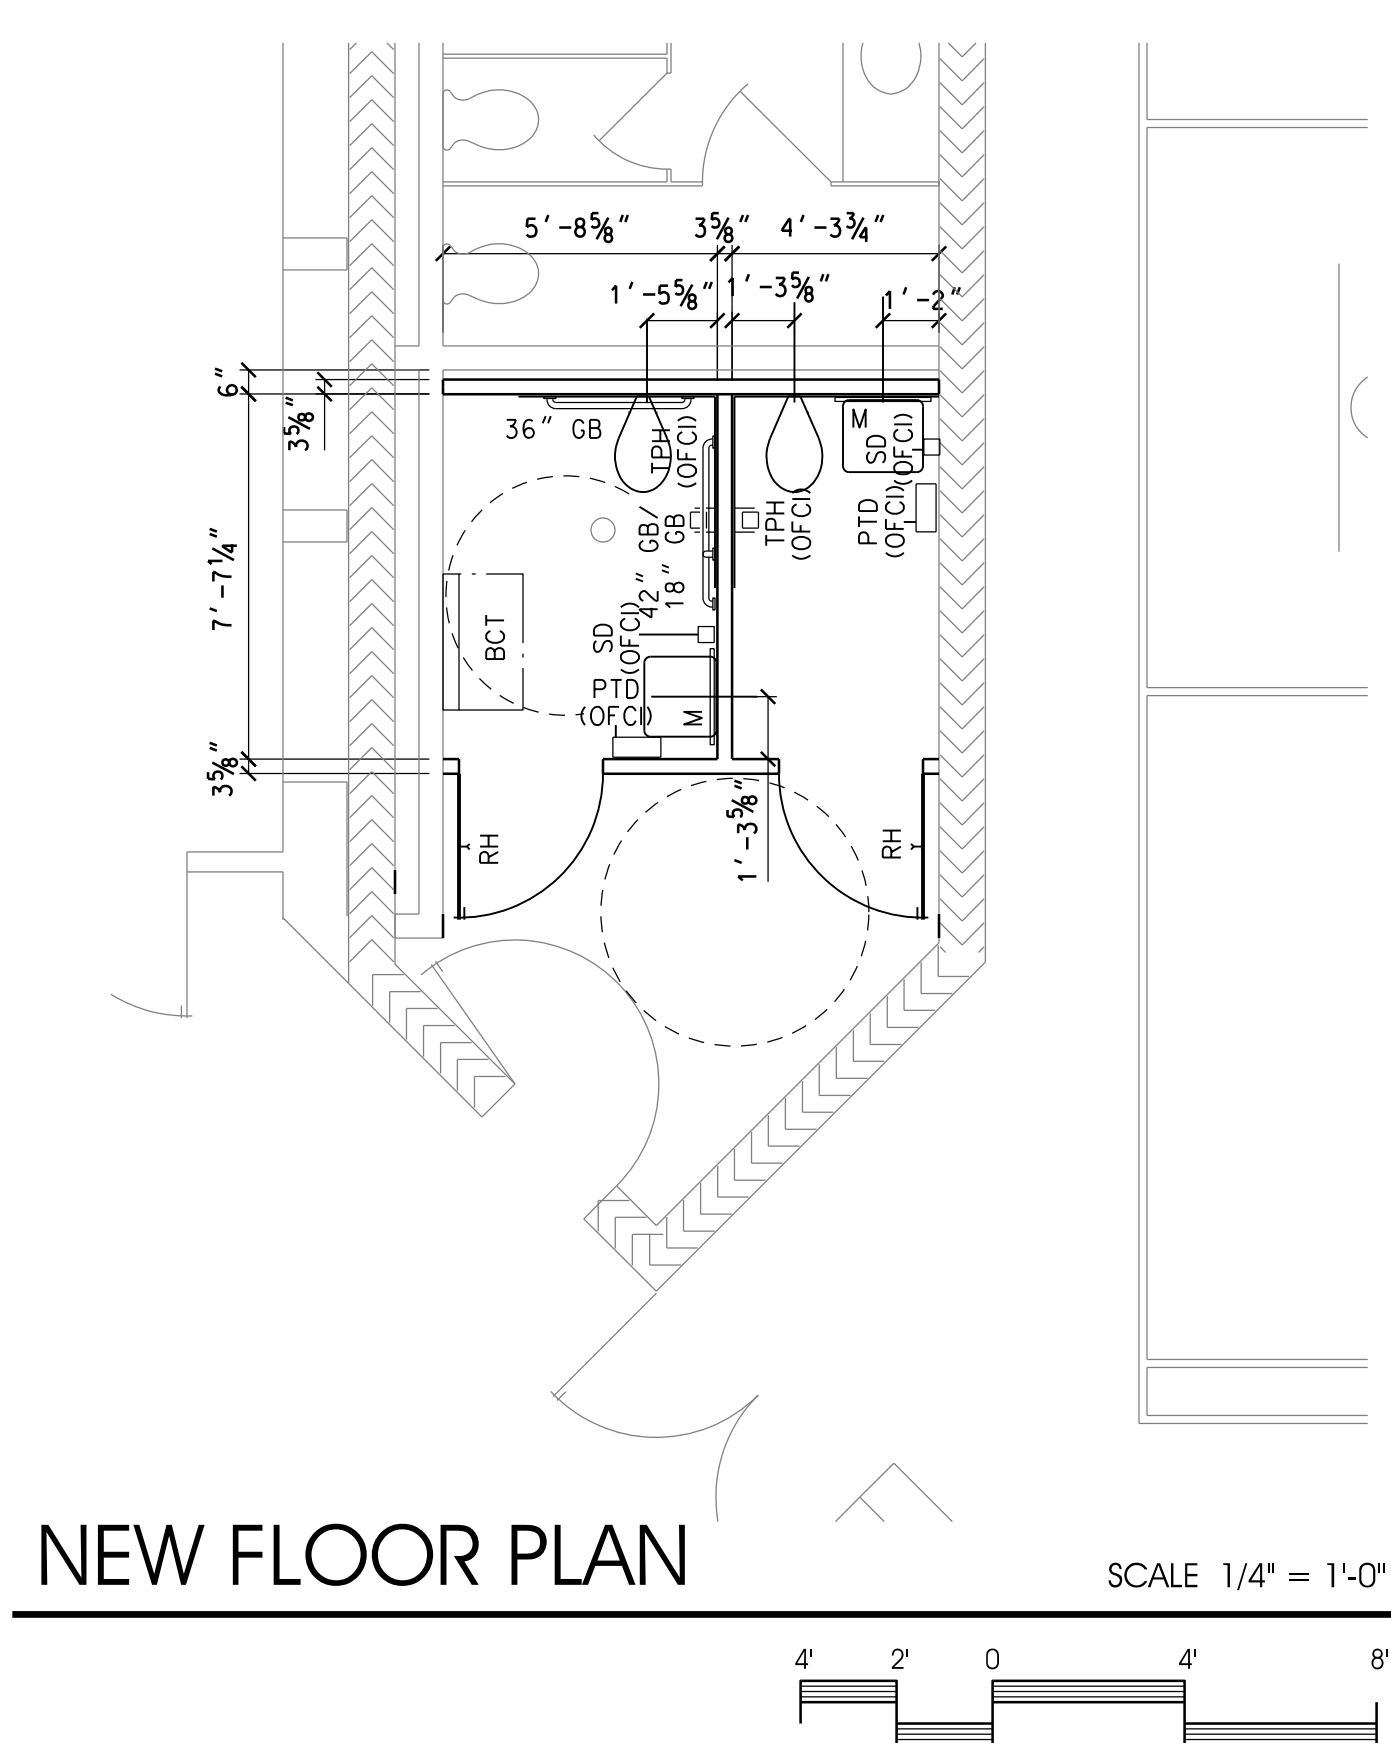 5'-8⅝" 3⅝" 4'-3¾"
1'-5⅝" 1'-3⅝" 1'-2"
6"
3⅝"
36" GB
TPH
(OFCI)
M
SD
(OFCI)
42" GB/
18" GB
TPH
(OFCI)
PTD
(OFCI)
7'-7¼"
BCT
SD
(OFCI)
PTD
(OFCI)
M
3⅝"
1'-3⅝"
RH
RH
NEW FLOOR PLAN
SCALE 1/4" = 1'-0"
4' 2' 0 4' 8'